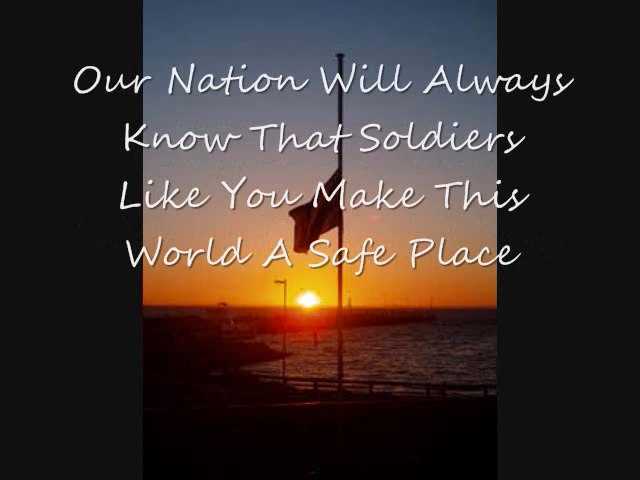 Our Nation Will Always
Know That Soldiers
Like You Make This
World A Safe Place